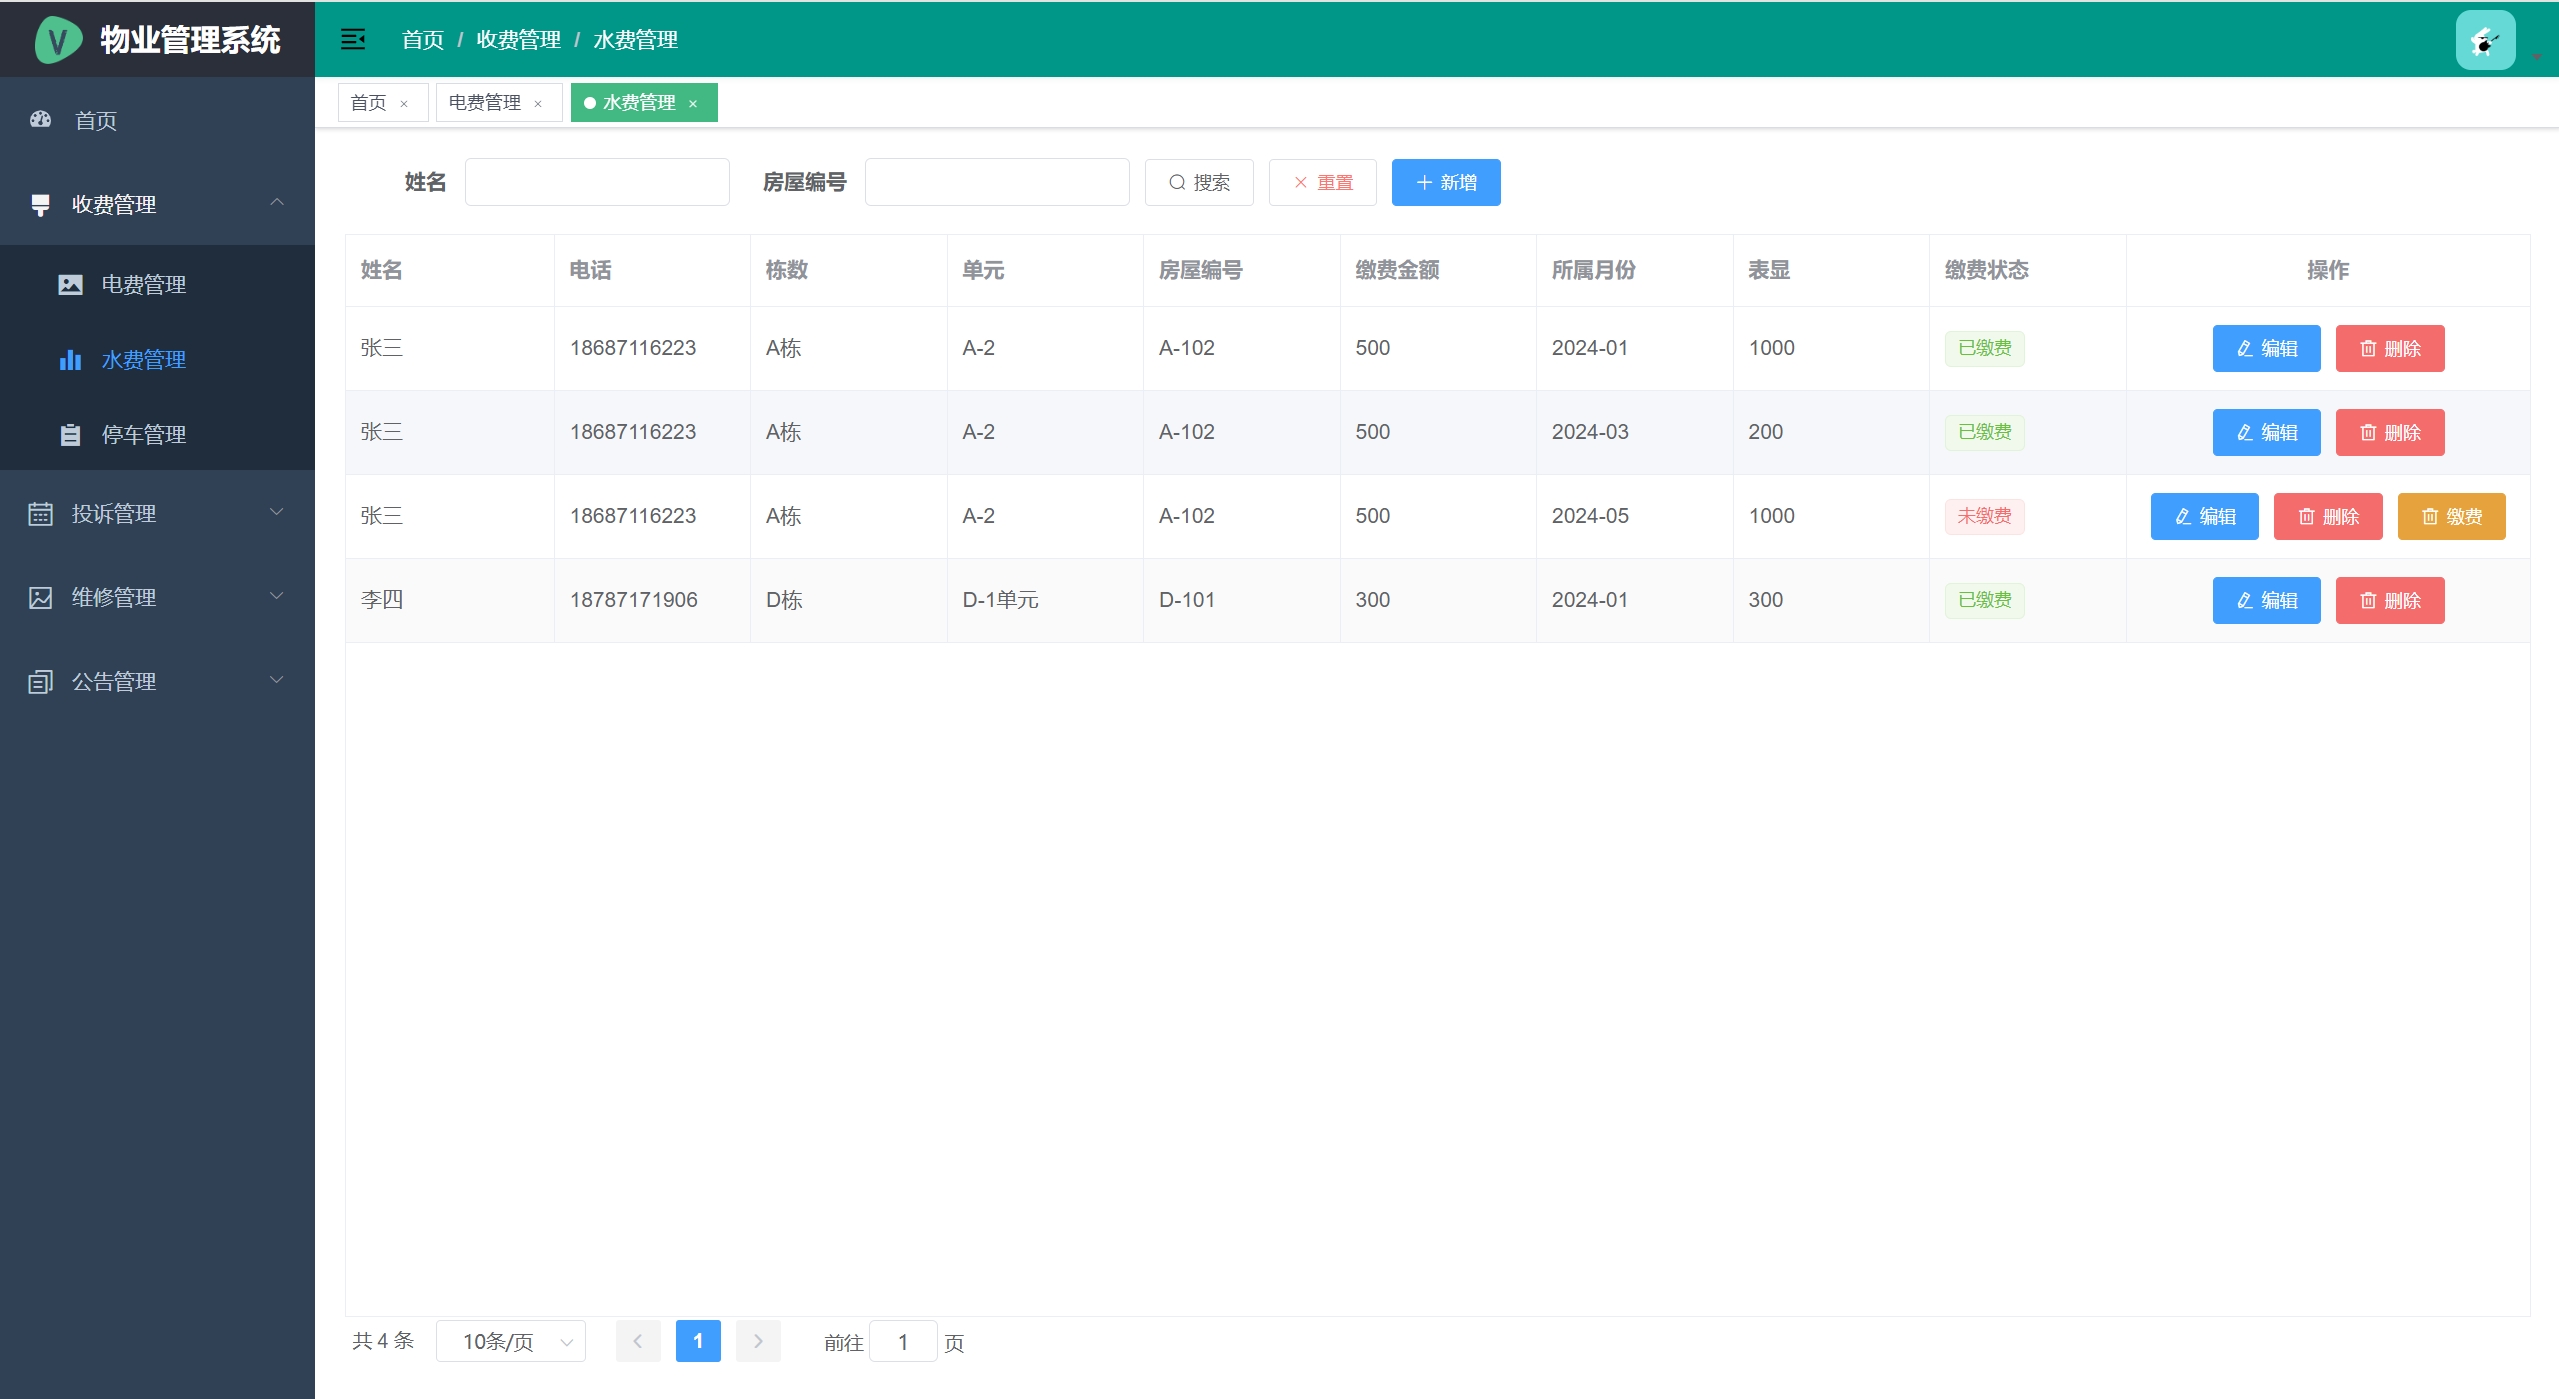 物业管理系统
首页 / 收费管理 / 水费管理
首页 ×
电费管理 ×
水费管理 ×
首页
收费管理
电费管理
水费管理
停车管理
投诉管理
维修管理
公告管理
姓名
房屋编号
搜索
重置
新增
姓名 电话 栋数 单元 房屋编号 缴费金额 所属月份 表显 缴费状态 操作
张三 18687116223 A栋 A-2 A-102 500 2024-01 1000 已缴费 编辑 删除
张三 18687116223 A栋 A-2 A-102 500 2024-03 200 已缴费 编辑 删除
张三 18687116223 A栋 A-2 A-102 500 2024-05 1000 未缴费 编辑 删除 缴费
李四 18787171906 D栋 D-1单元 D-101 300 2024-01 300 已缴费 编辑 删除
共 4 条 10条/页 1 前往 1 页